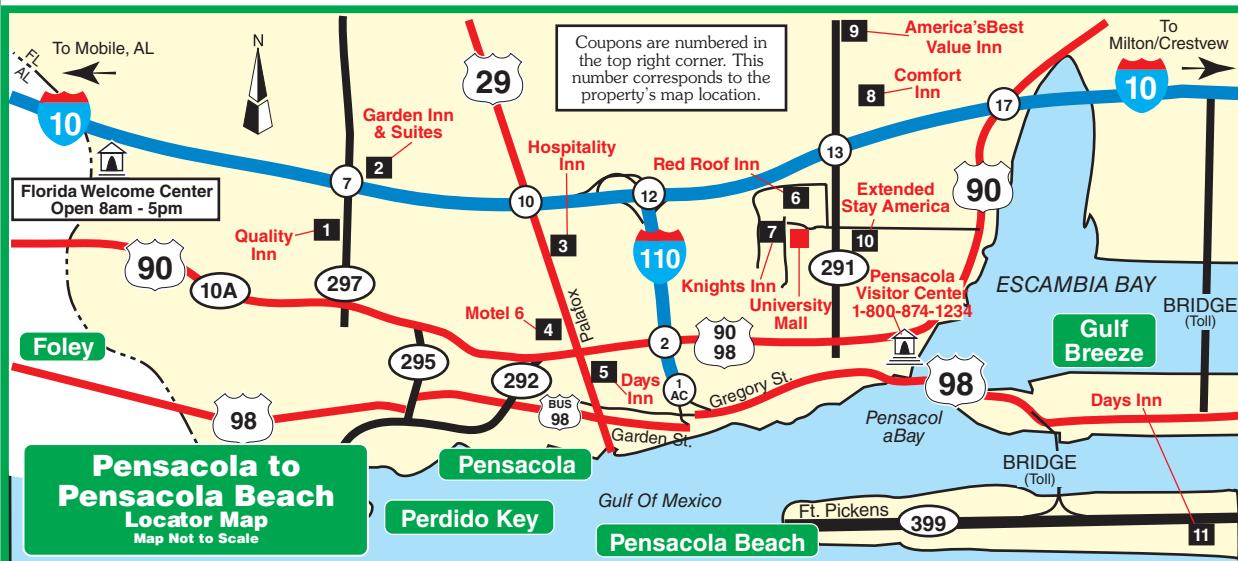 To Mobile, AL
FL
AL
10
N
29
Coupons are numbered in
the top right corner. This
number corresponds to the
property's map location.
9
America'sBest
Value Inn
8
Comfort
Inn
To
Milton/Crestvew
10
17
13
Florida Welcome Center
Open 8am - 5pm
Garden Inn
& Suites
2
7
1
Quality
Inn
Hospitality
Inn
10
3
12
Red Roof Inn
6
7
Extended
Stay America
10
90
110
Knights Inn
University
Mall
291
Pensacola
Visitor Center
1-800-874-1234
ESCAMBIA BAY
BRIDGE
(Toll)
90
10A
297
Motel 6
4
Palafox
2
90
98
Gulf
Breeze
Foley
295
292
5
Days
Inn
1
AC
Gregory St.
98
98
BUS
98
Garden St.
Pensacol
aBay
Days Inn
BRIDGE
(Toll)
Pensacola to
Pensacola Beach
Locator Map
Map Not to Scale
Pensacola
Perdido Key
Gulf Of Mexico
Pensacola Beach
Ft. Pickens
399
11